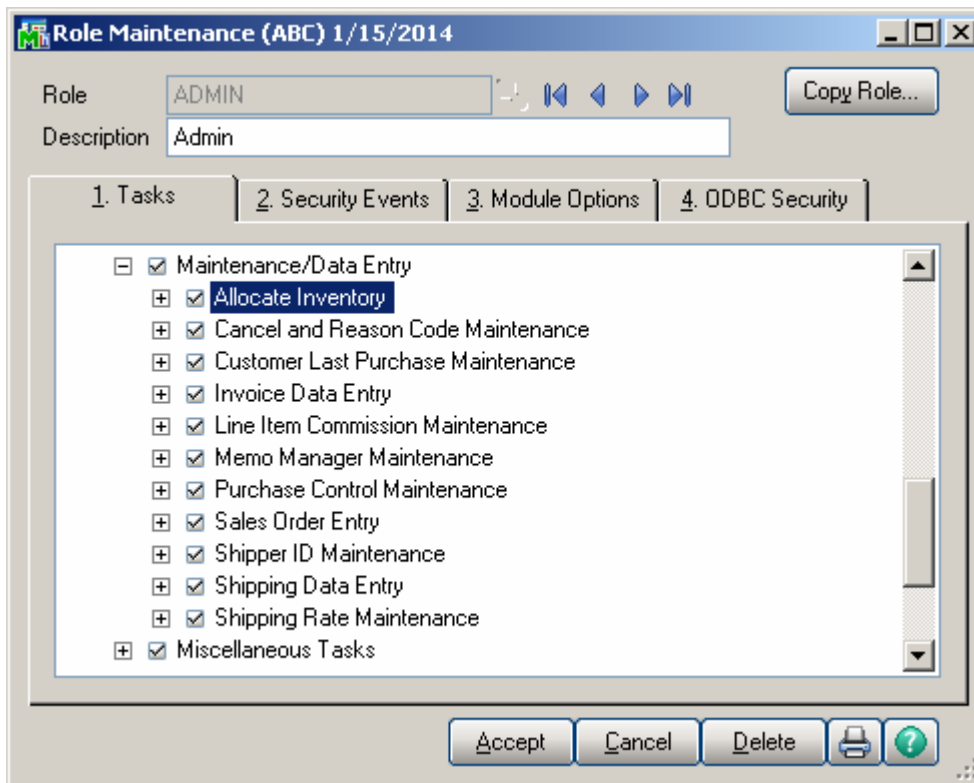 Role Maintenance (ABC) 1/15/2014
Role ADMIN Copy Role...
Description Admin
1. Tasks 2. Security Events 3. Module Options 4. ODBC Security
Maintenance/Data Entry
Allocate Inventory
Cancel and Reason Code Maintenance
Customer Last Purchase Maintenance
Invoice Data Entry
Line Item Commission Maintenance
Memo Manager Maintenance
Purchase Control Maintenance
Sales Order Entry
Shipper ID Maintenance
Shipping Data Entry
Shipping Rate Maintenance
Miscellaneous Tasks
Accept Cancel Delete ?